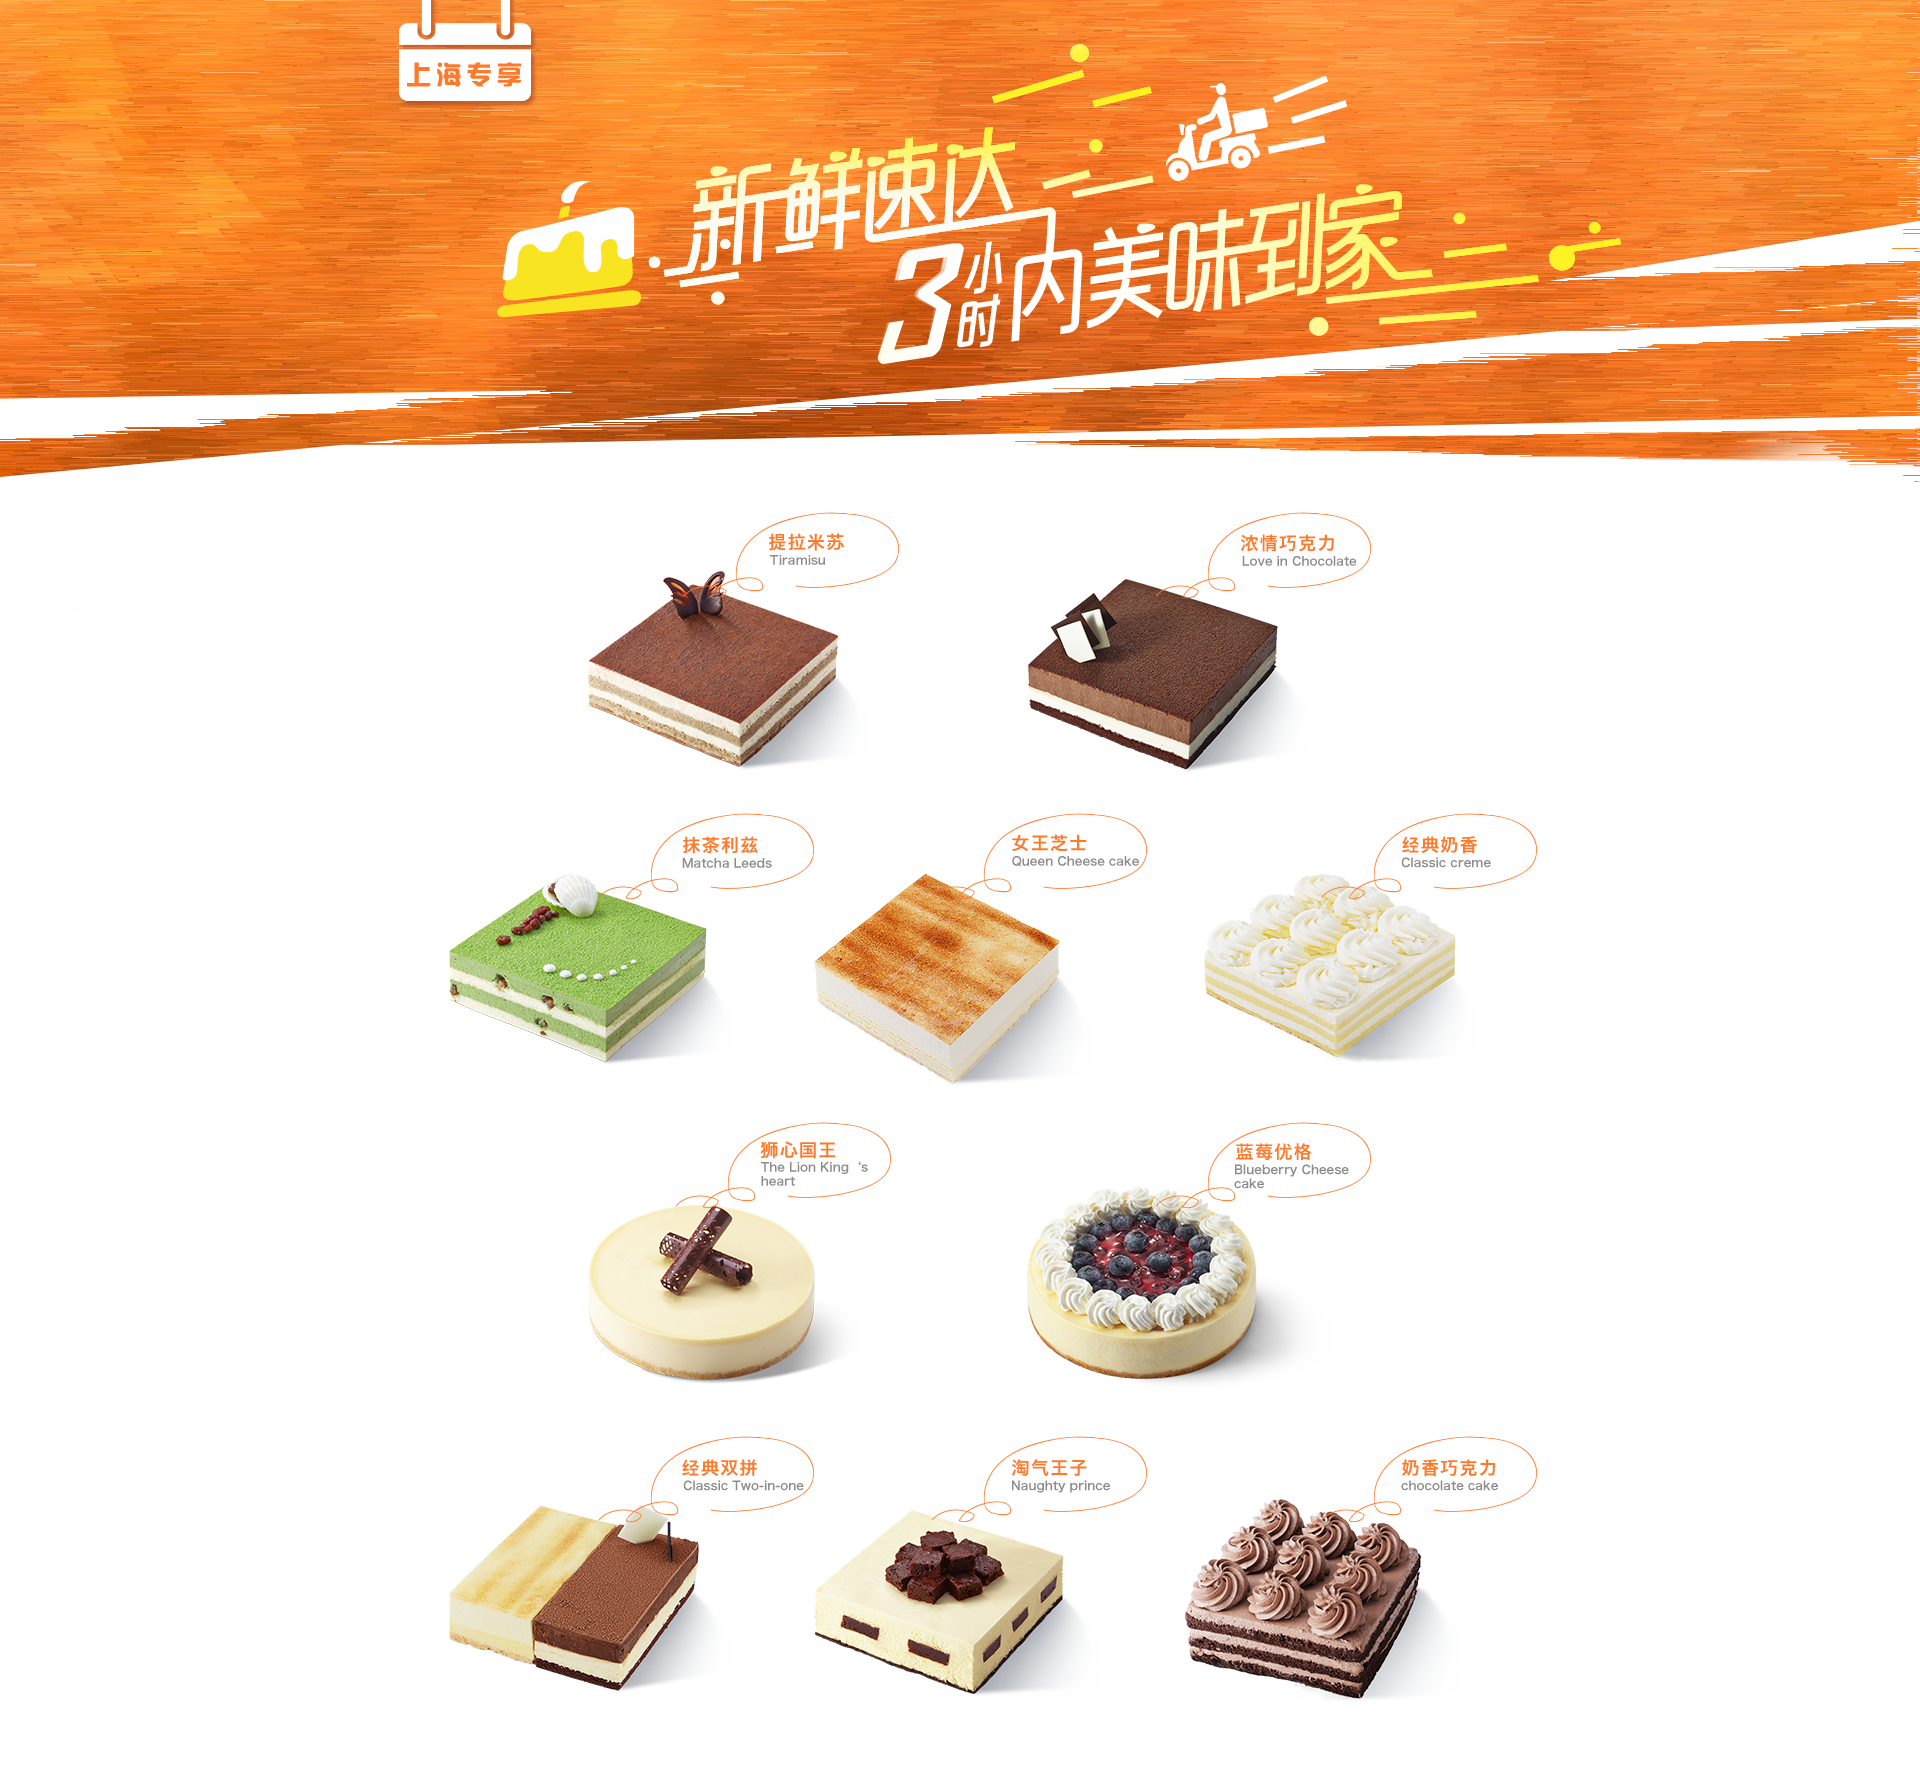 上海专享
新鲜速达
3小时内美味到家
提拉米苏
Tiramisu
浓情巧克力
Love in Chocolate
抹茶利兹
Matcha Leeds
女王芝士
Queen Cheese cake
经典奶香
Classic creme
狮心国王
The Lion King‘s
heart
蓝莓优格
Blueberry Cheese
cake
经典双拼
Classic Two-in-one
淘气王子
Naughty prince
奶香巧克力
chocolate cake